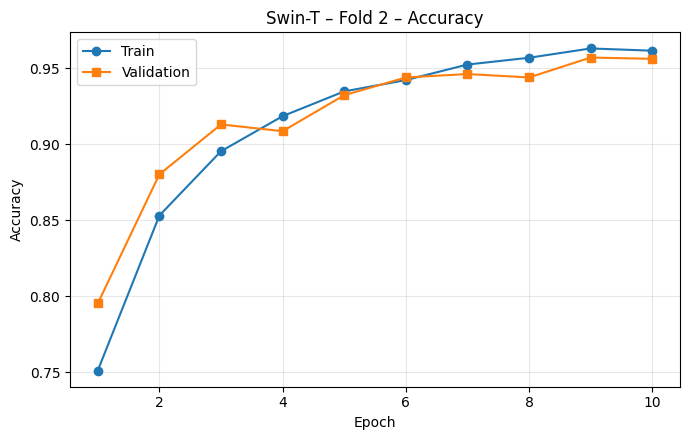 Swin-T – Fold 2 – Accuracy
Train
Validation
0.95
0.90
0.85
0.80
0.75
Accuracy
2
4
6
8
10
Epoch